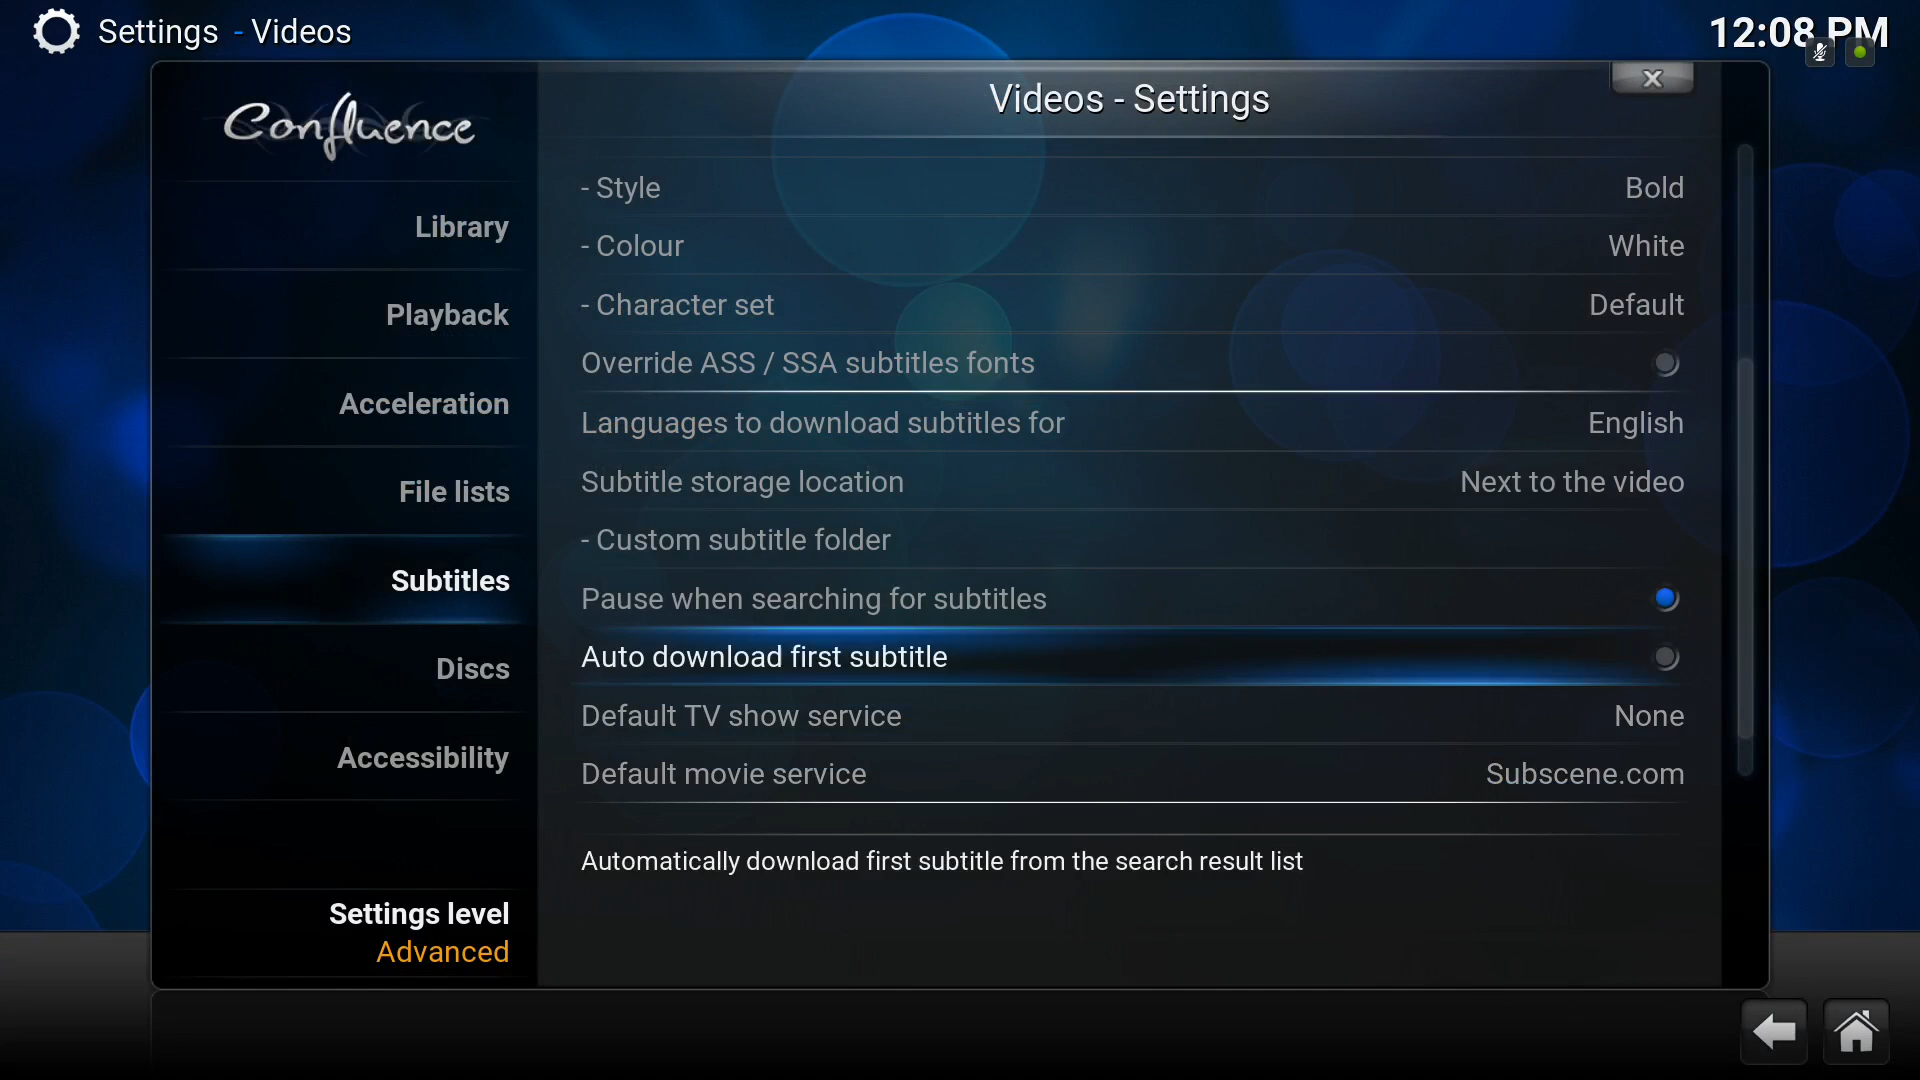 Settings - Videos
12:08 PM
Confluence
Videos - Settings
Library
Playback
Acceleration
File lists
Subtitles
Discs
Accessibility
Settings level
Advanced
- Style Bold
- Colour White
- Character set Default
Override ASS / SSA subtitles fonts
Languages to download subtitles for English
Subtitle storage location Next to the video
- Custom subtitle folder
Pause when searching for subtitles
Auto download first subtitle
Default TV show service None
Default movie service Subscene.com
Automatically download first subtitle from the search result list